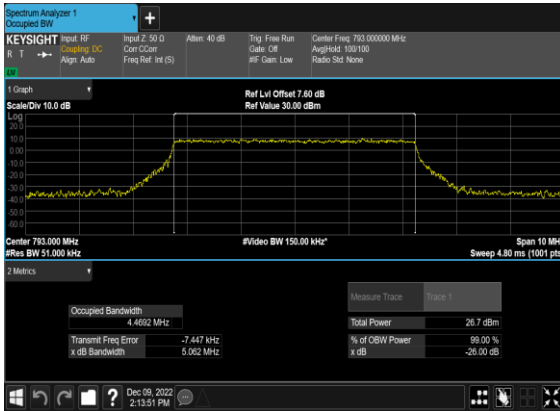 Spectrum Analyzer 1
Occupied BW
KEYSIGHT
R T
LW
Input: RF
Coupling: DC
Align: Auto
Input Z: 50 Ω
Corr CCorr
Freq Ref: Int (S)
Atten: 40 dB
Trig: Free Run
Gate: Off
#IF Gain: Low
Center Freq: 793.000000 MHz
Avg|Hold: 100/100
Radio Std: None
1 Graph
Scale/Div 10.0 dB
Ref Lvl Offset 7.60 dB
Ref Value 30.00 dBm
Log
20.0
10.0
0.00
-10.0
-20.0
-30.0
-40.0
-50.0
-60.0
Center 793.000 MHz
#Res BW 51.000 kHz
#Video BW 150.00 kHz*
Span 10 MH
Sweep 4.80 ms (1001 pts
2 Metrics
Measure Trace
Trace 1
Occupied Bandwidth
4.4692 MHz
Total Power
26.7 dBm
Transmit Freq Error
-7.447 kHz
% of OBW Power
99.00 %
x dB Bandwidth
5.062 MHz
x dB
-26.00 dB
?
Dec 09, 2022
2:13:51 PM